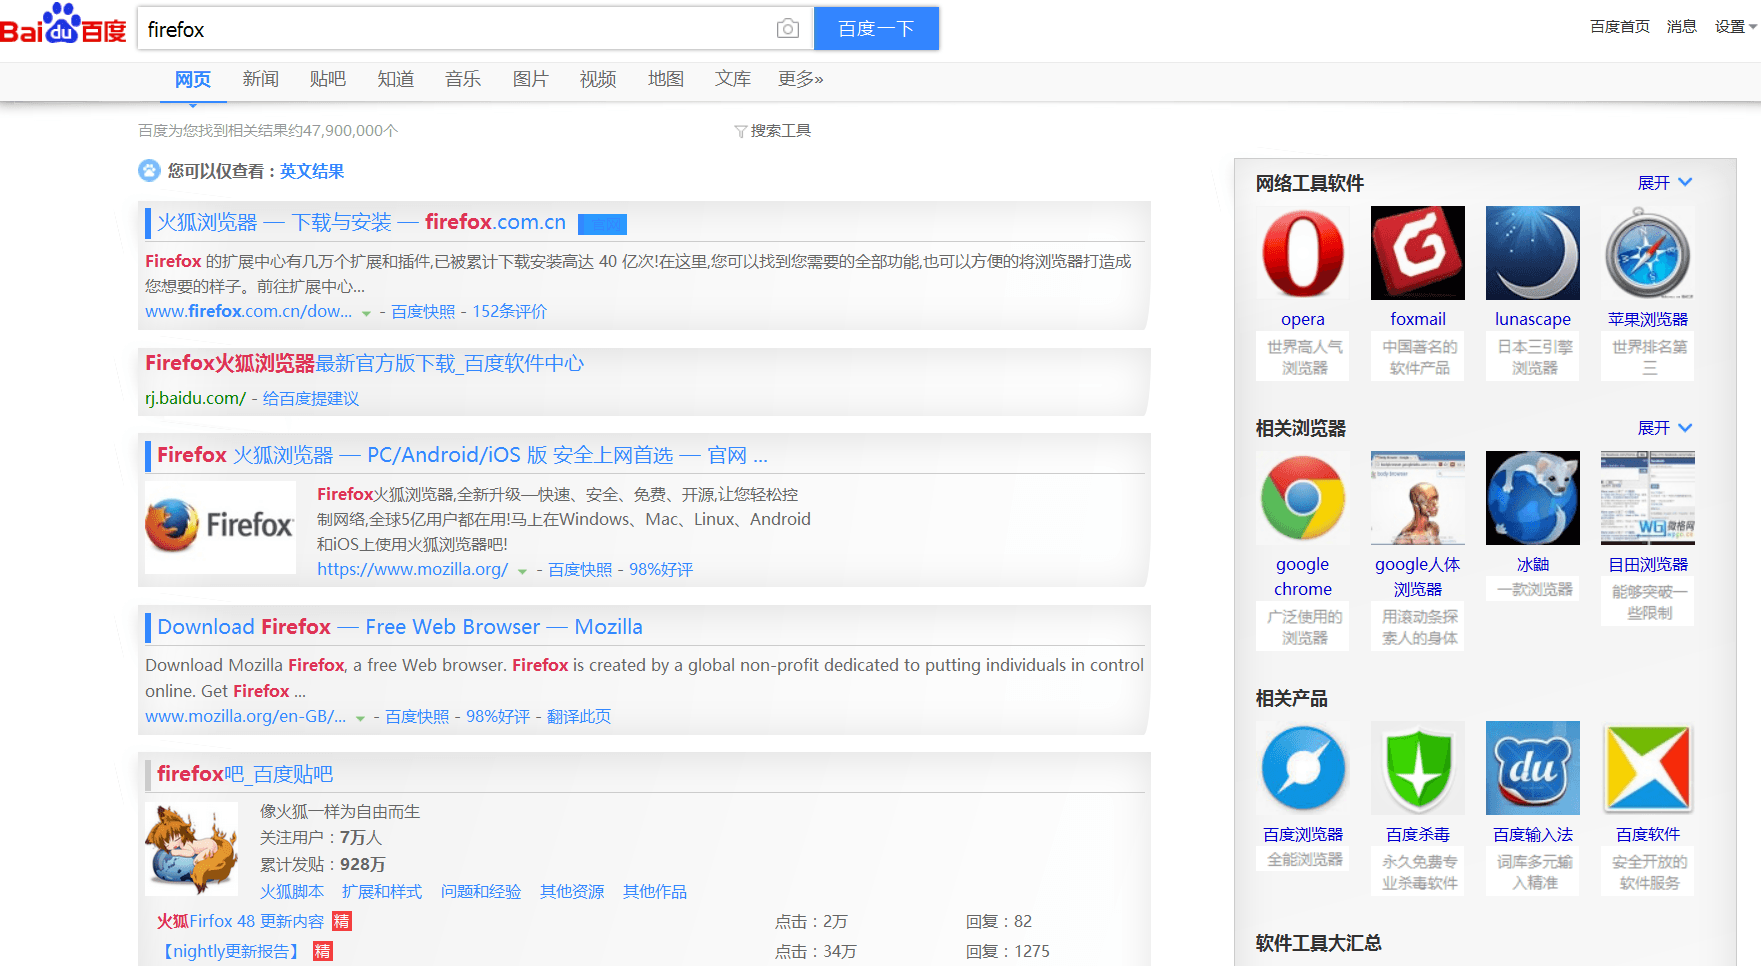 Bai du 百度
firefox
百度一下
百度首页 消息 设置
网页 新闻 贴吧 知道 音乐 图片 视频 地图 文库 更多»
百度为您找到相关结果约47,900,000个
搜索工具
您可以仅查看：英文结果
火狐浏览器 — 下载与安装 — firefox.com.cn
Firefox 的扩展中心有几万个扩展和插件,已被累计下载安装高达 40 亿次!在这里,您可以找到您需要的全部功能,也可以方便的将浏览器打造成
您想要的样子。前往扩展中心...
www.firefox.com.cn/dow... - 百度快照 - 152条评价
Firefox火狐浏览器最新官方版下载_百度软件中心
rj.baidu.com/ - 给百度提建议
Firefox 火狐浏览器 — PC/Android/iOS 版 安全上网首选 — 官网 ...
Firefox
Firefox火狐浏览器,全新升级—快速、安全、免费、开源,让您轻松控
制网络,全球5亿用户都在用!马上在Windows、Mac、Linux、Android
和iOS上使用火狐浏览器吧!
https://www.mozilla.org/ - 百度快照 - 98%好评
Download Firefox — Free Web Browser — Mozilla
Download Mozilla Firefox, a free Web browser. Firefox is created by a global non-profit dedicated to putting individuals in control
online. Get Firefox ...
www.mozilla.org/en-GB/... - 百度快照 - 98%好评 - 翻译此页
firefox吧_百度贴吧
像火狐一样为自由而生
关注用户：7万人
累计发贴：928万
火狐脚本 扩展和样式 问题和经验 其他资源 其他作品
火狐Firfox 48 更新内容 精 点击：2万 回复：82
【nightly更新报告】 精 点击：34万 回复：1275
网络工具软件 展开
opera foxmail lunascape 苹果浏览器
世界高人气 中国著名的 日本三引擎 世界排名第
浏览器 软件产品 浏览器 三
相关浏览器 展开
WG 微格网
google google人体 冰鼬 目田浏览器
chrome 浏览器 一款浏览器 能够突破一
广泛使用的 用滚动条探 些限制
浏览器 索人的身体
相关产品
du
百度浏览器 百度杀毒 百度输入法 百度软件
全能浏览器 永久免费专 词库多元输 安全开放的
业杀毒软件 入精准 软件服务
软件工具大汇总